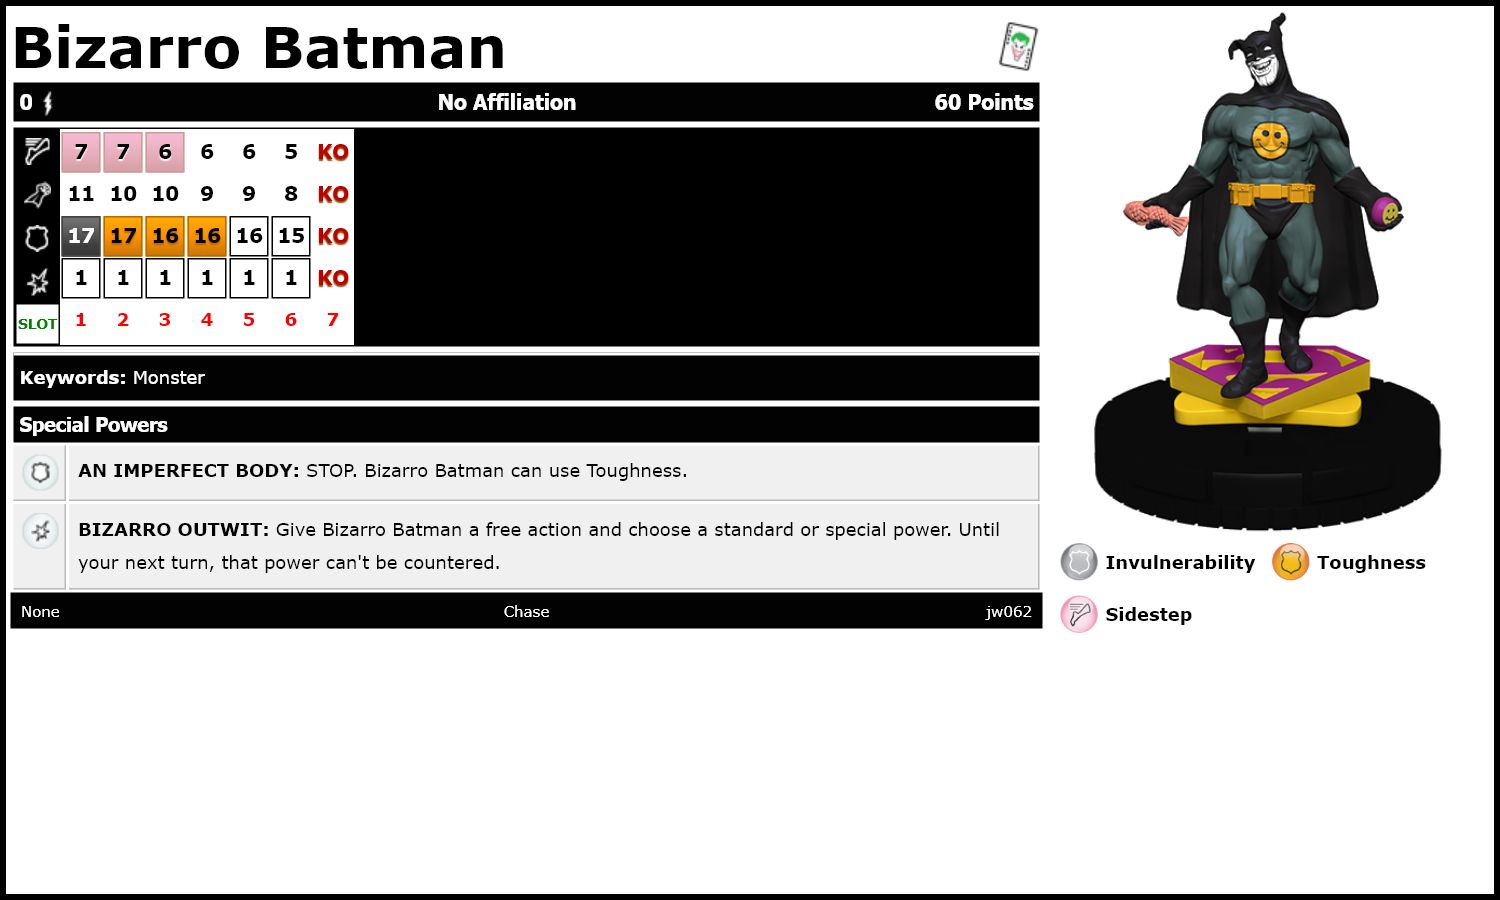 Bizarro Batman
0 No Affiliation 60 Points
7 7 6 6 6 5 KO
11 10 10 9 9 8 KO
17 17 16 16 16 15 KO
1 1 1 1 1 1 KO
SLOT 1 2 3 4 5 6 7
Keywords: Monster
Special Powers
AN IMPERFECT BODY: STOP. Bizarro Batman can use Toughness.
BIZARRO OUTWIT: Give Bizarro Batman a free action and choose a standard or special power. Until
your next turn, that power can't be countered.
None Chase jw062
Invulnerability Toughness
Sidestep